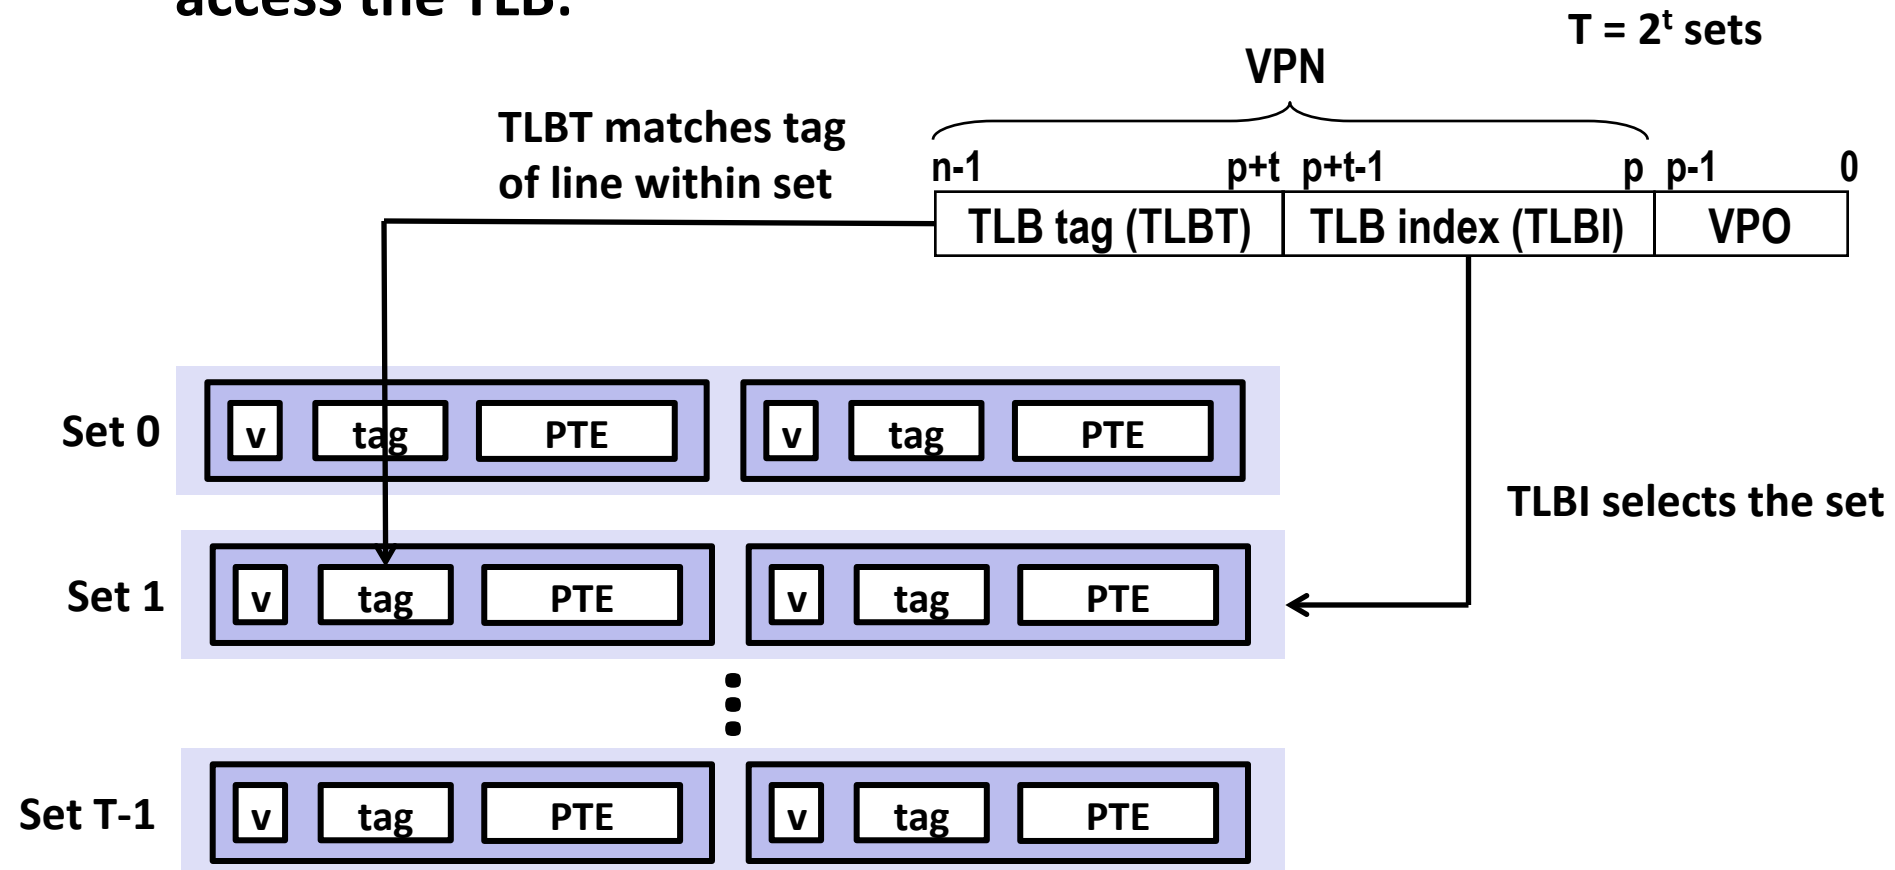 access the TLB:
T = 2ᵗ sets
VPN
TLBT matches tag
of line within set
n-1 p+t p+t-1 p p-1 0
TLB tag (TLBT) TLB index (TLBI) VPO
Set 0 v tag PTE v tag PTE
TLBI selects the set
Set 1 v tag PTE v tag PTE
Set T-1 v tag PTE v tag PTE